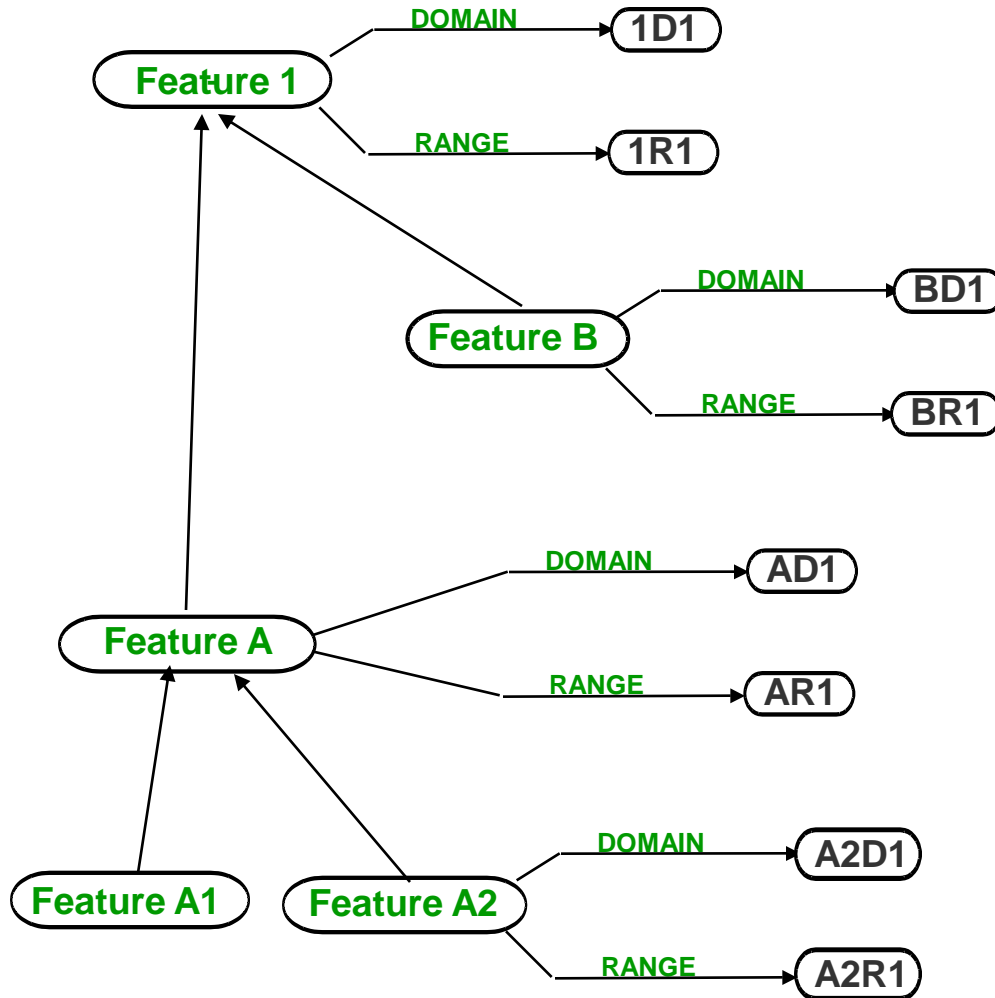 DOMAIN
1D1
Feature 1
RANGE
1R1
DOMAIN
BD1
Feature B
RANGE
BR1
DOMAIN
AD1
Feature A
RANGE
AR1
DOMAIN
A2D1
Feature A1
Feature A2
RANGE
A2R1